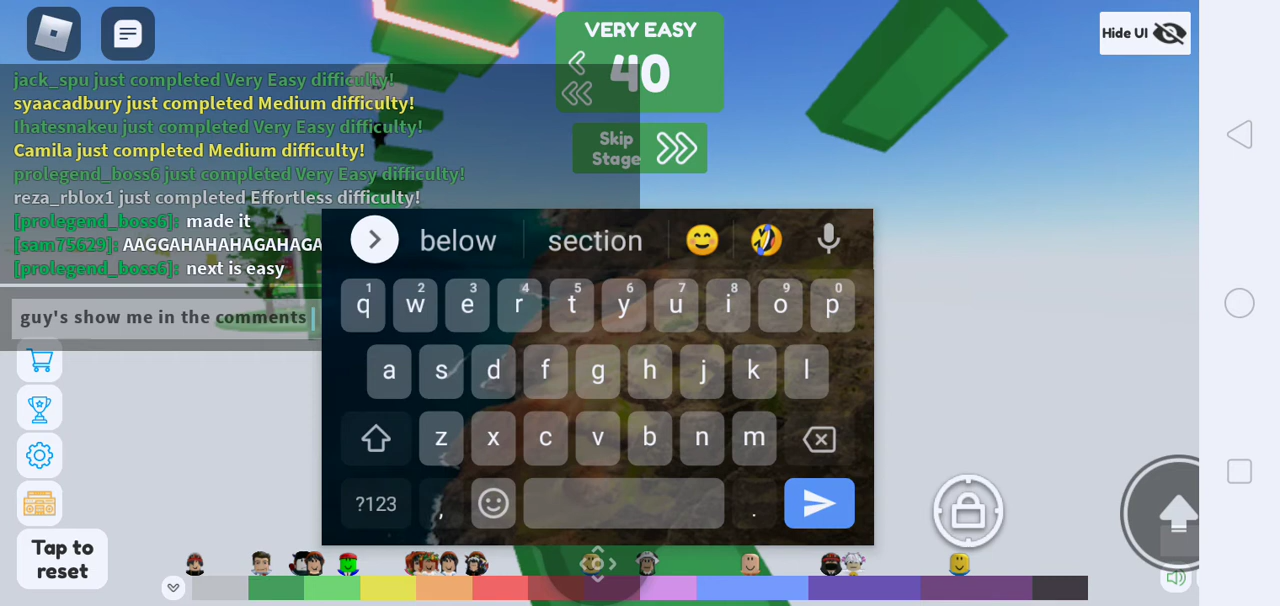 VERY EASY
40
Skip
Stage
Hide UI
jack_spu just completed Very Easy difficulty!
syaacadbury just completed Medium difficulty!
Ihatesnakeu just completed Very Easy difficulty!
Camila just completed Medium difficulty!
prolegend_boss6 just completed Very Easy difficulty!
reza_rblox1 just completed Effortless difficulty!
[prolegend_boss6]: made it
[sam75629]: AAGGAHAHAHAGAHAGA
[prolegend_boss6]: next is easy
guy's show me in the comments
below section
1 2 3 4 5 6 7 8 9 0
q w e r t y u i o p
a s d f g h j k l
z x c v b n m
?123 , .
Tap to
reset